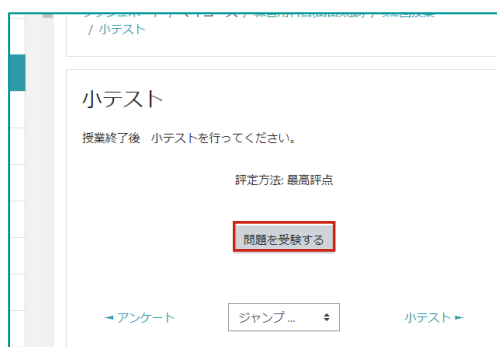 / 小テスト
小テスト
授業終了後　小テストを行ってください。
評定方法: 最高評点
問題を受験する
◄ アンケート
ジャンプ ...
小テスト ►